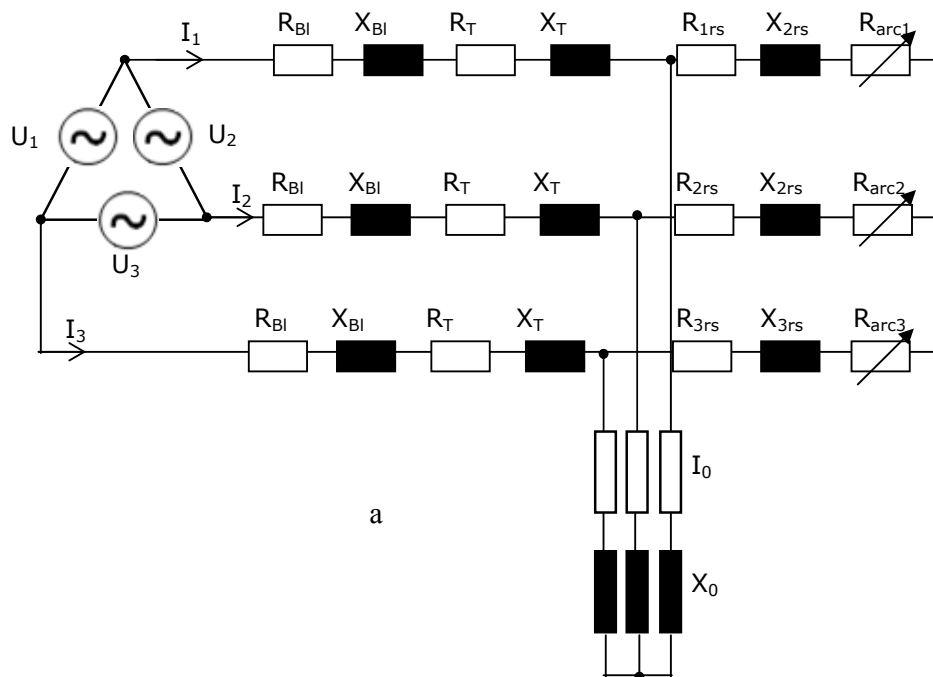 I1 RBl XBl RT XT R1rs X2rs Rarc1
U1 U2
I2 RBl XBl RT XT R2rs X2rs Rarc2
U3
I3 RBl XBl RT XT R3rs X3rs Rarc3
I0
a
X0